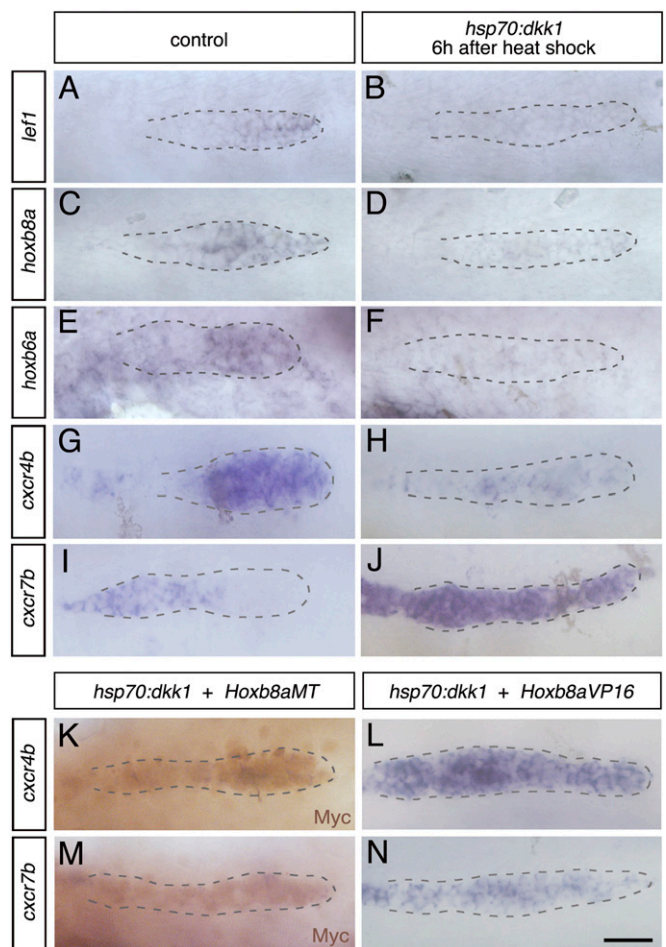 control
hsp70:dkk1
6h after heat shock
lef1
A
B
hoxb8a
C
D
hoxb6a
E
F
cxcr4b
G
H
cxcr7b
I
J
hsp70:dkk1 + Hoxb8aMT
hsp70:dkk1 + Hoxb8aVP16
cxcr4b
K
Myc
L
cxcr7b
M
Myc
N